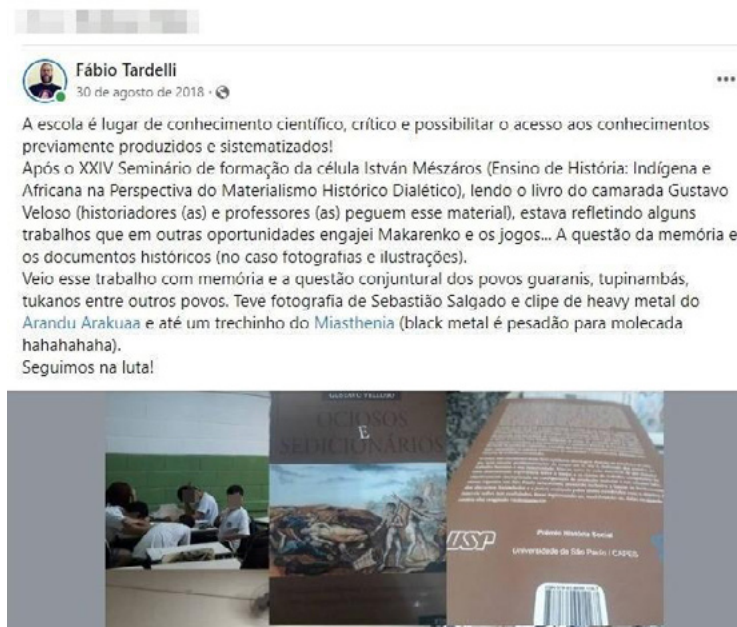 Fábio Tardelli
30 de agosto de 2018 ·
A escola é lugar de conhecimento científico, crítico e possibilitar o acesso aos conhecimentos
previamente produzidos e sistematizados!
Após o XXIV Seminário de formação da célula István Mészáros (Ensino de História: Indígena e
Africana na Perspectiva do Materialismo Histórico Dialético), lendo o livro do camarada Gustavo
Veloso (historiadores (as) e professores (as) peguem esse material), estava refletindo alguns
trabalhos que em outras oportunidades engajei Makarenko e os jogos... A questão da memória e
os documentos históricos (no caso fotografias e ilustrações).
Veio esse trabalho com memória e a questão conjuntural dos povos guaranis, tupinambás,
tukanos entre outros povos. Teve fotografia de Sebastião Salgado e clipe de heavy metal do
Arandu Arakuaa e até um trechinho do Miasthenia (black metal é pesadão para molecada
hahahahaha).
Seguimos na luta!
GUSTAVO VELLOSO
OCIOSOS
E
SEDICIONÁRIOS
USP
Prêmio História Social
Universidade de São Paulo / CAPES